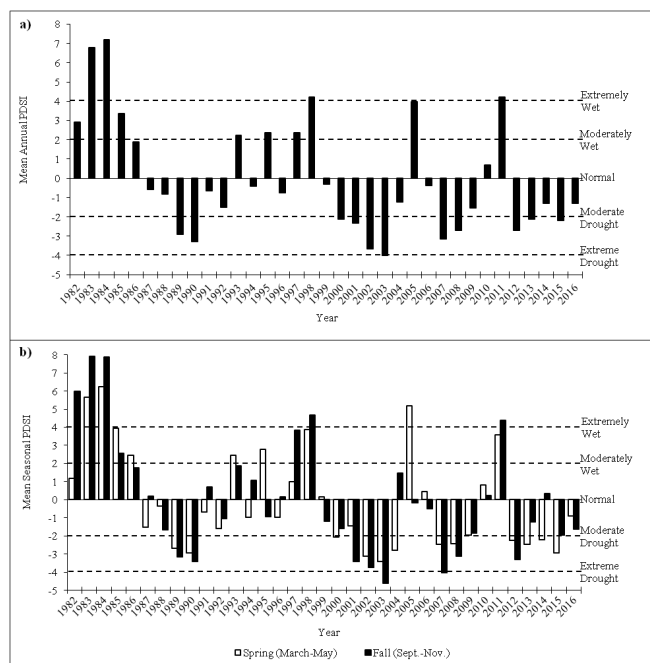 a)
8
7
6
5
4
3
2
1
0
-1
-2
-3
-4
-5
Mean Annual PDSI
Extremely
Wet
Moderately
Wet
Normal
Moderate
Drought
Extreme
Drought
1982 1983 1984 1985 1986 1987 1988 1989 1990 1991 1992 1993 1994 1995 1996 1997 1998 1999 2000 2001 2002 2003 2004 2005 2006 2007 2008 2009 2010 2011 2012 2013 2014 2015 2016
Year
b)
8
7
6
5
4
3
2
1
0
-1
-2
-3
-4
-5
Mean Seasonal PDSI
Extremely
Wet
Moderately
Wet
Normal
Moderate
Drought
Extreme
Drought
1982 1983 1984 1985 1986 1987 1988 1989 1990 1991 1992 1993 1994 1995 1996 1997 1998 1999 2000 2001 2002 2003 2004 2005 2006 2007 2008 2009 2010 2011 2012 2013 2014 2015 2016
Year
Spring (March-May) Fall (Sept.-Nov.)